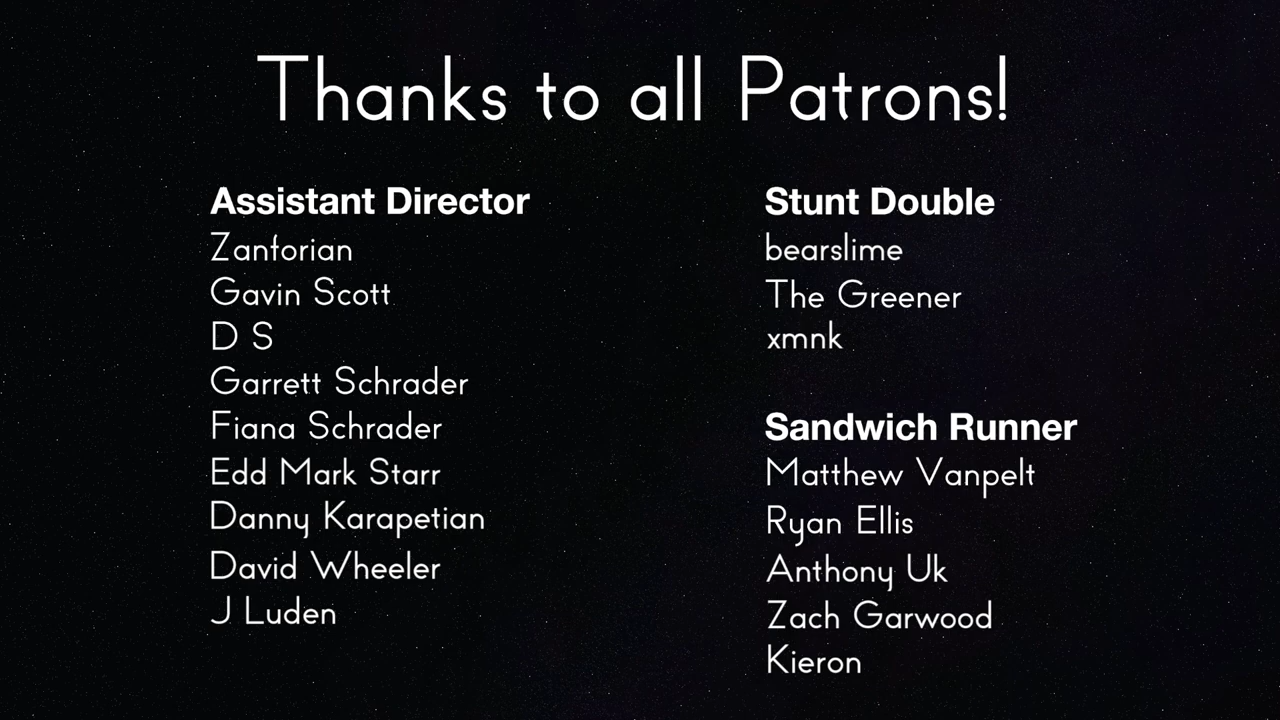 Thanks to all Patrons!
Assistant Director
Zanforian
Gavin Scott
D S
Garrett Schrader
Fiana Schrader
Edd Mark Starr
Danny Karapetian
David Wheeler
J Luden
Stunt Double
bearslime
The Greener
xmnk
Sandwich Runner
Matthew Vanpelt
Ryan Ellis
Anthony Uk
Zach Garwood
Kieron